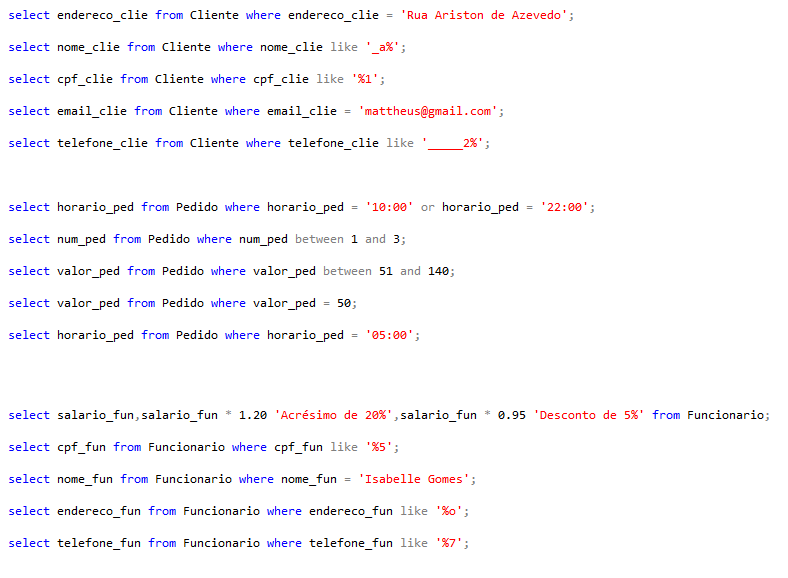 select endereco_clie from Cliente where endereco_clie = 'Rua Ariston de Azevedo';
select nome_clie from Cliente where nome_clie like '_a%';
select cpf_clie from Cliente where cpf_clie like '%1';
select email_clie from Cliente where email_clie = 'mattheus@gmail.com';
select telefone_clie from Cliente where telefone_clie like '_____2%';
select horario_ped from Pedido where horario_ped = '10:00' or horario_ped = '22:00';
select num_ped from Pedido where num_ped between 1 and 3;
select valor_ped from Pedido where valor_ped between 51 and 140;
select valor_ped from Pedido where valor_ped = 50;
select horario_ped from Pedido where horario_ped = '05:00';
select salario_fun,salario_fun * 1.20 'Acrésimo de 20%',salario_fun * 0.95 'Desconto de 5%' from Funcionario;
select cpf_fun from Funcionario where cpf_fun like '%5';
select nome_fun from Funcionario where nome_fun = 'Isabelle Gomes';
select endereco_fun from Funcionario where endereco_fun like '%o';
select telefone_fun from Funcionario where telefone_fun like '%7';